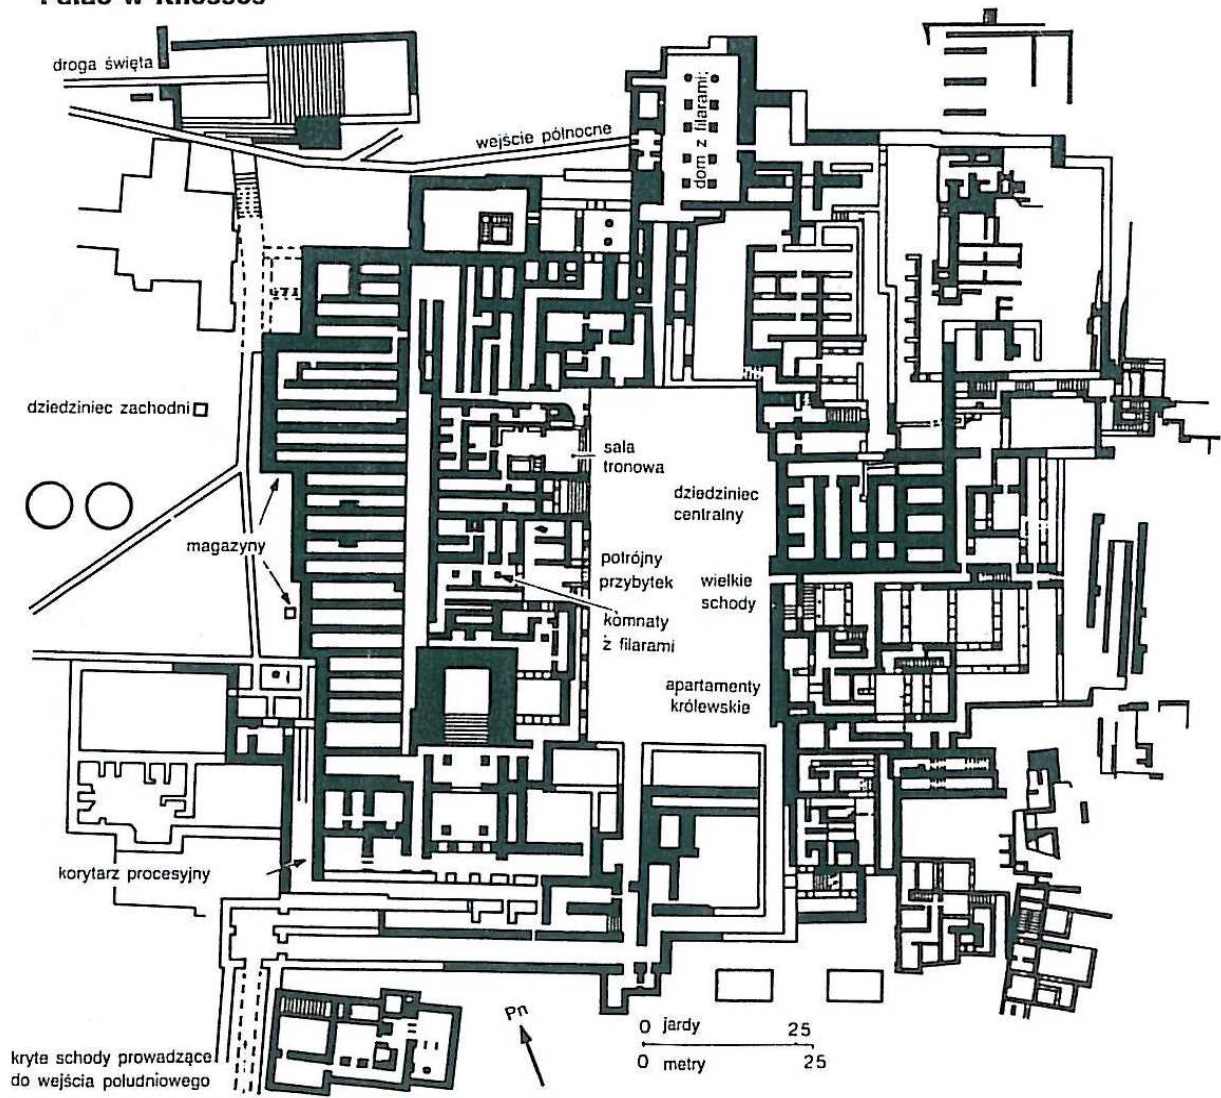 Pałac w Knossos
droga święta
wejście północne
dom z filarami;
dziedziniec zachodni
sala
tronowa
dziedziniec
centralny
magazyny
potrójny
przybytek
wielkie
schody
komnaty
z filarami
apartamenty
królewskie
korytarz procesyjny
Pn
0 jardy 25
0 metry 25
kryte schody prowadzące
do wejścia poludniowego